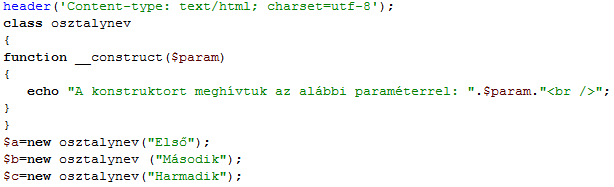 header('Content-type: text/html; charset=utf-8');
class osztalynev
{
function __construct($param)
{
   echo "A konstruktort meghívtuk az alábbi paraméterrel: ".$param."<br />";
}
}
$a=new osztalynev("Első");
$b=new osztalynev ("Második");
$c=new osztalynev("Harmadik");